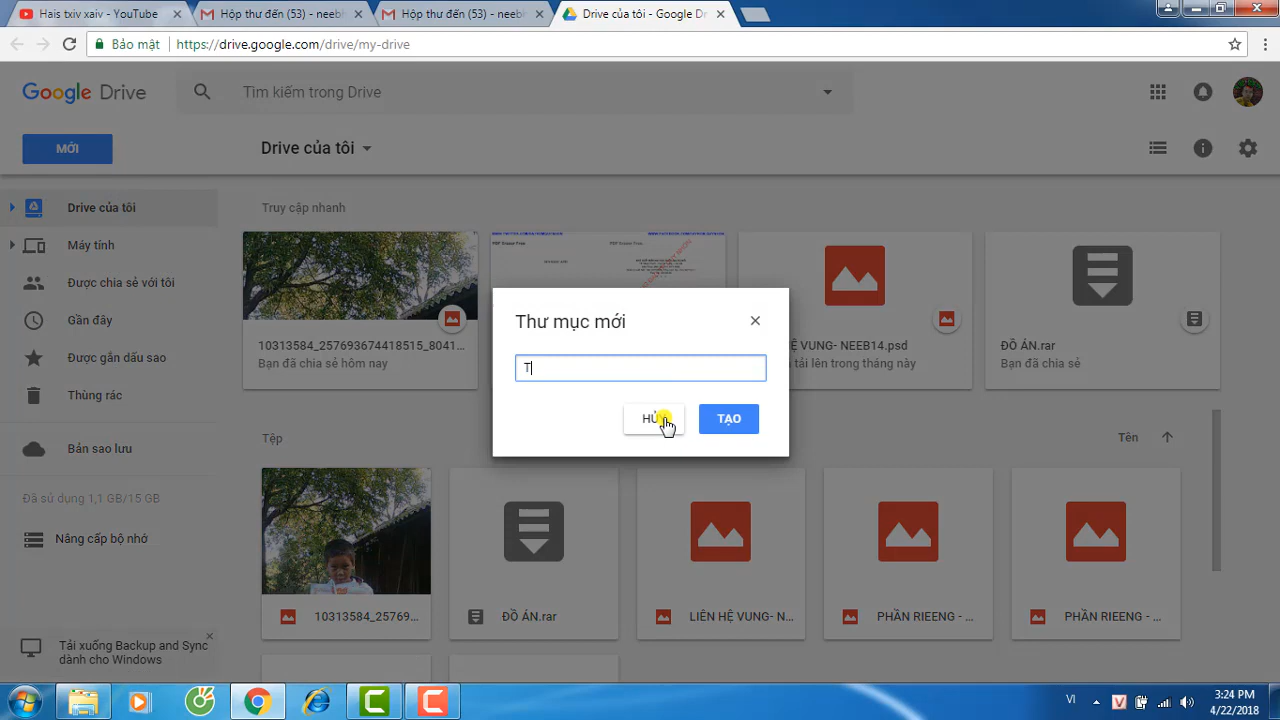 Hais txiv xaiv - YouTube
Hộp thư đến (53) - neebh
Hộp thư đến (53) - neebh
Drive của tôi - Google Dr
Bảo mật
https://drive.google.com/drive/my-drive
Google Drive
Tìm kiếm trong Drive
MỚI
Drive của tôi
Drive của tôi
Máy tính
Được chia sẻ với tôi
Gần đây
Được gắn dấu sao
Thùng rác
Bản sao lưu
Đã sử dụng 1,1 GB/15 GB
Nâng cấp bộ nhớ
Tải xuống Backup and Sync
dành cho Windows
Truy cập nhanh
10313584_257693674418515_8041...
Bạn đã chia sẻ hôm nay
HỆ VUNG- NEEB14.psd
tải lên trong tháng này
ĐỒ ÁN.rar
Bạn đã chia sẻ
Thư mục mới
T
TẠO
Tệp
Tên
10313584_25769...
ĐỒ ÁN.rar
LIÊN HỆ VUNG- N...
PHẦN RIEENG - ...
PHẦN RIEENG - ...
VI
3:24 PM
4/22/2018